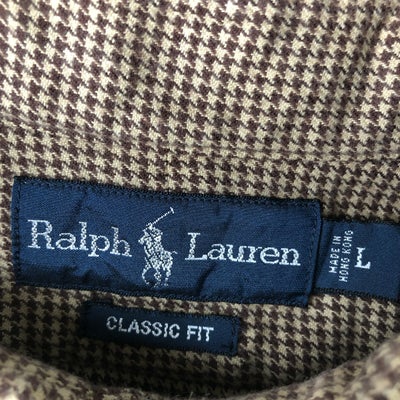 Ralph Lauren
MADE IN
HONG KONG
L
CLASSIC FIT